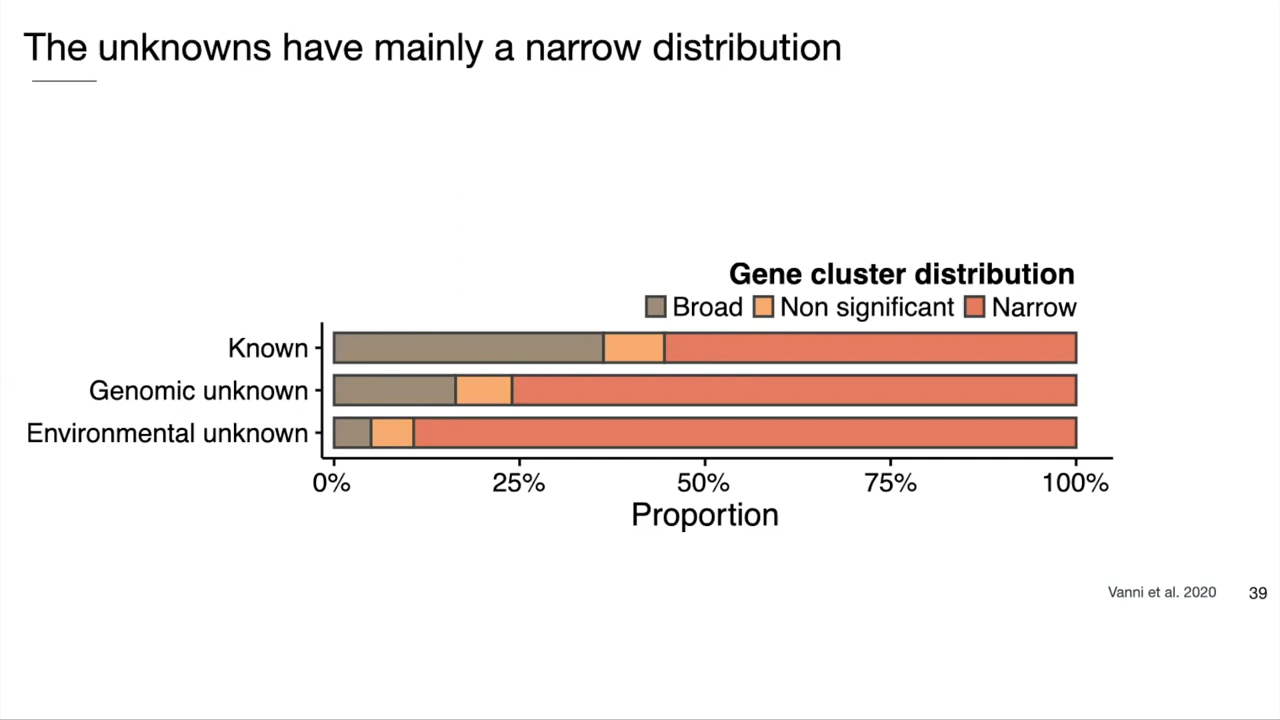 The unknowns have mainly a narrow distribution
Gene cluster distribution
Broad Non significant Narrow
Known
Genomic unknown
Environmental unknown
0% 25% 50% 75% 100%
Proportion
Vanni et al. 2020 39